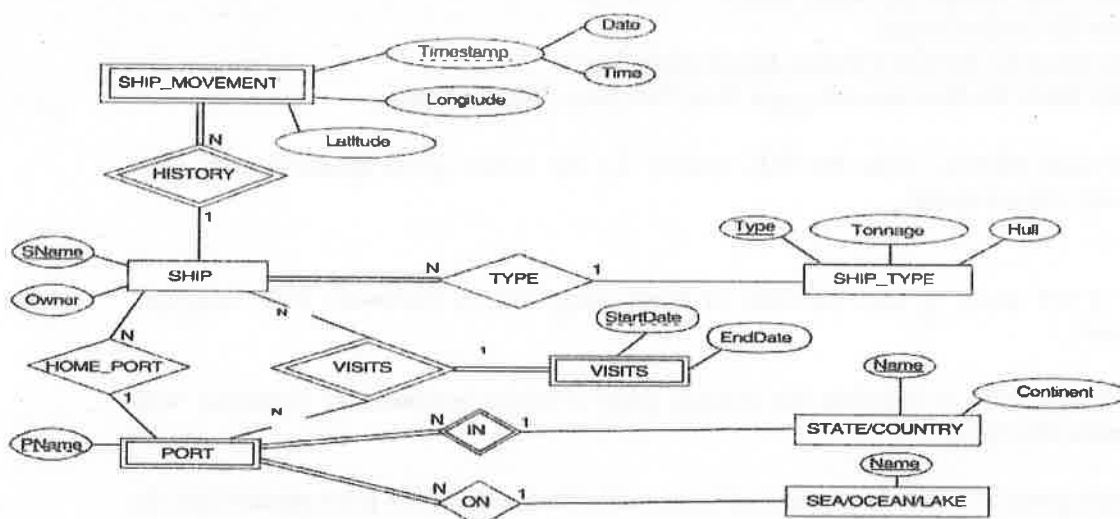 Date
Timestamp
SHIP_MOVEMENT
Time
Longitude
N
Latitude
HISTORY
1
SName
Type
Tonnage
Hull
SHIP
N
TYPE
1
SHIP_TYPE
Owner
N
StartDate
N
HOME_PORT
VISITS
1
EndDate
VISITS
Name
Continent
1
N
N
IN
1
STATE/COUNTRY
PName
PORT
Name
N
ON
1
SEA/OCEAN/LAKE